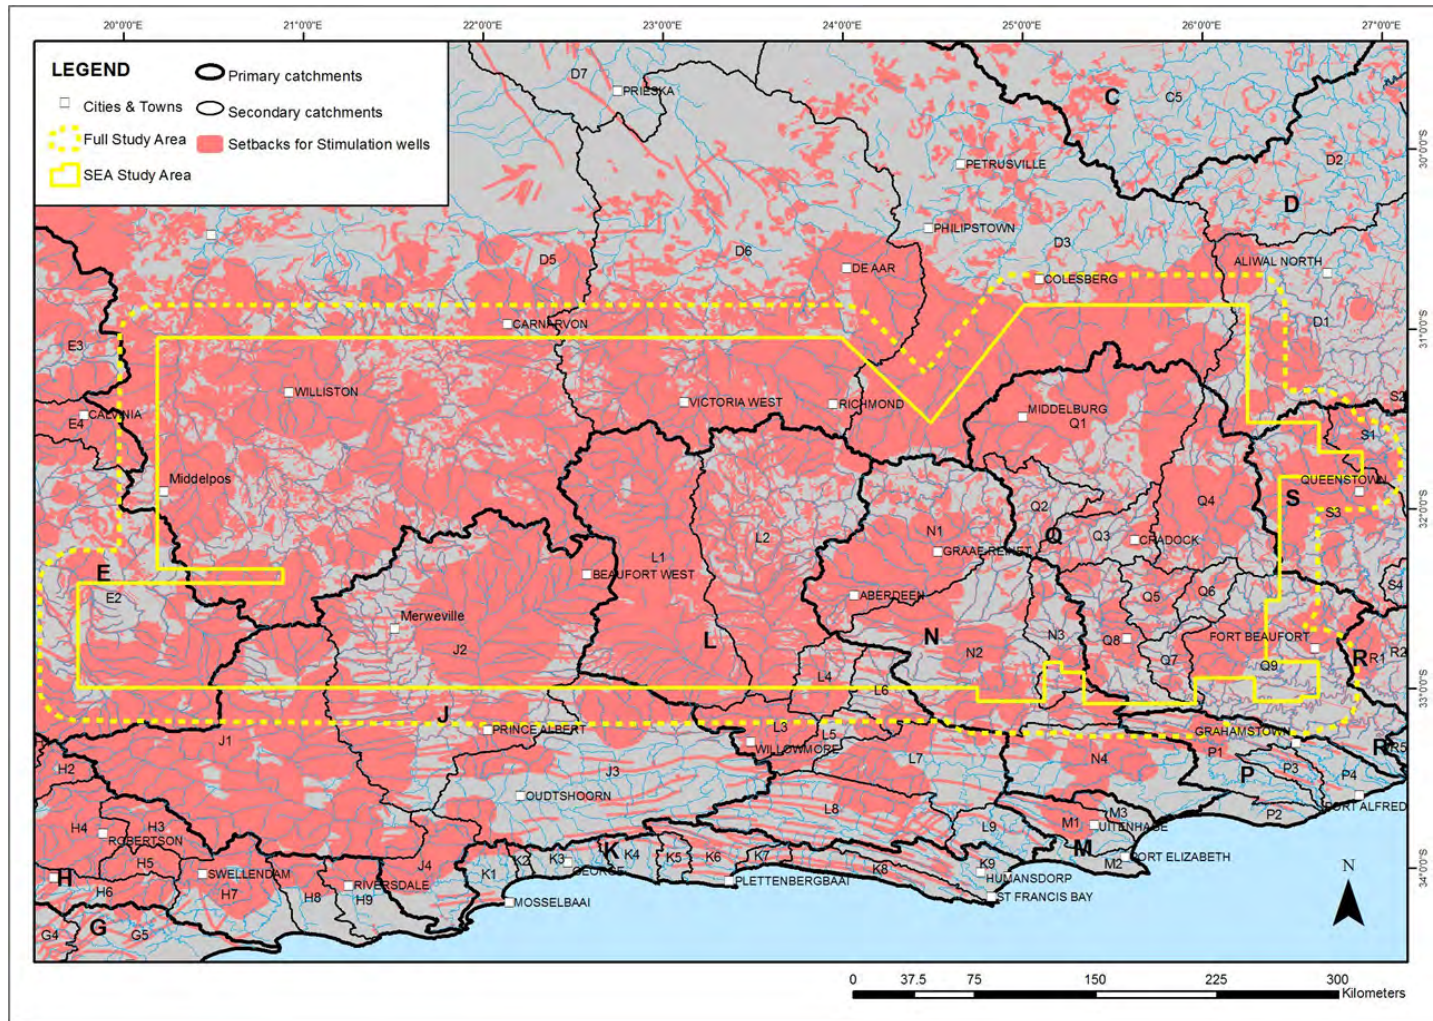 20°0'0"E 21°0'0"E 22°0'0"E 23°0'0"E 24°0'0"E 25°0'0"E 26°0'0"E 27°0'0"E
LEGEND
Primary catchments
Cities & Towns
Secondary catchments
Full Study Area
Setbacks for Stimulation wells
SEA Study Area
D7
PRIESKA
C
C5
30°0'0"S
D2
PETRUSVILLE
D
PHILIPSTOWN
D3
D5
D6
DE AAR
COLESBERG
ALIWAL NORTH
CARNARVON
D1
31°0'0"S
E3
WILLISTON
VICTORIA WEST
RICHMOND
S2
CALVINIA
E4
MIDDELBURG
Q1
S1
Middelpos
QUEENSTOWN
S
Q2
Q4
S3
32°0'0"S
N1
Q
Q3
CRADOCK
L2
GRAAF REINET
L1
E
BEAUFORT WEST
E2
ABERDEEN
Q5
Q6
S4
Merweville
L
N
N3
Q8
FORT BEAUFORT
J2
N2
Q7
Q9
R
R1
R2
L4
L6
33°0'0"S
J
PRINCE ALBERT
L3
L5
GRAHAMSTOWN
J1
WILLOWMORE
L7
N4
P1
R
R5
H2
J3
P
P3
P4
OUDTSHOORN
L8
PORT ALFRED
P2
H4
H3
ROBERTSON
M3
M1
UITENHAGE
L9
H5
J4
K2
K3
K
K4
K5
K6
K7
M
M2
PORT ELIZABETH
H
SWELLENDAM
K1
GEORGE
K8
K9
HUMANSDORP
34°0'0"S
H6
H7
H8
RIVERSDALE
H9
PLETTENBERGBAAI
ST FRANCIS BAY
MOSSELBAAI
G4
G
G5
N
0 37.5 75 150 225 300
Kilometers